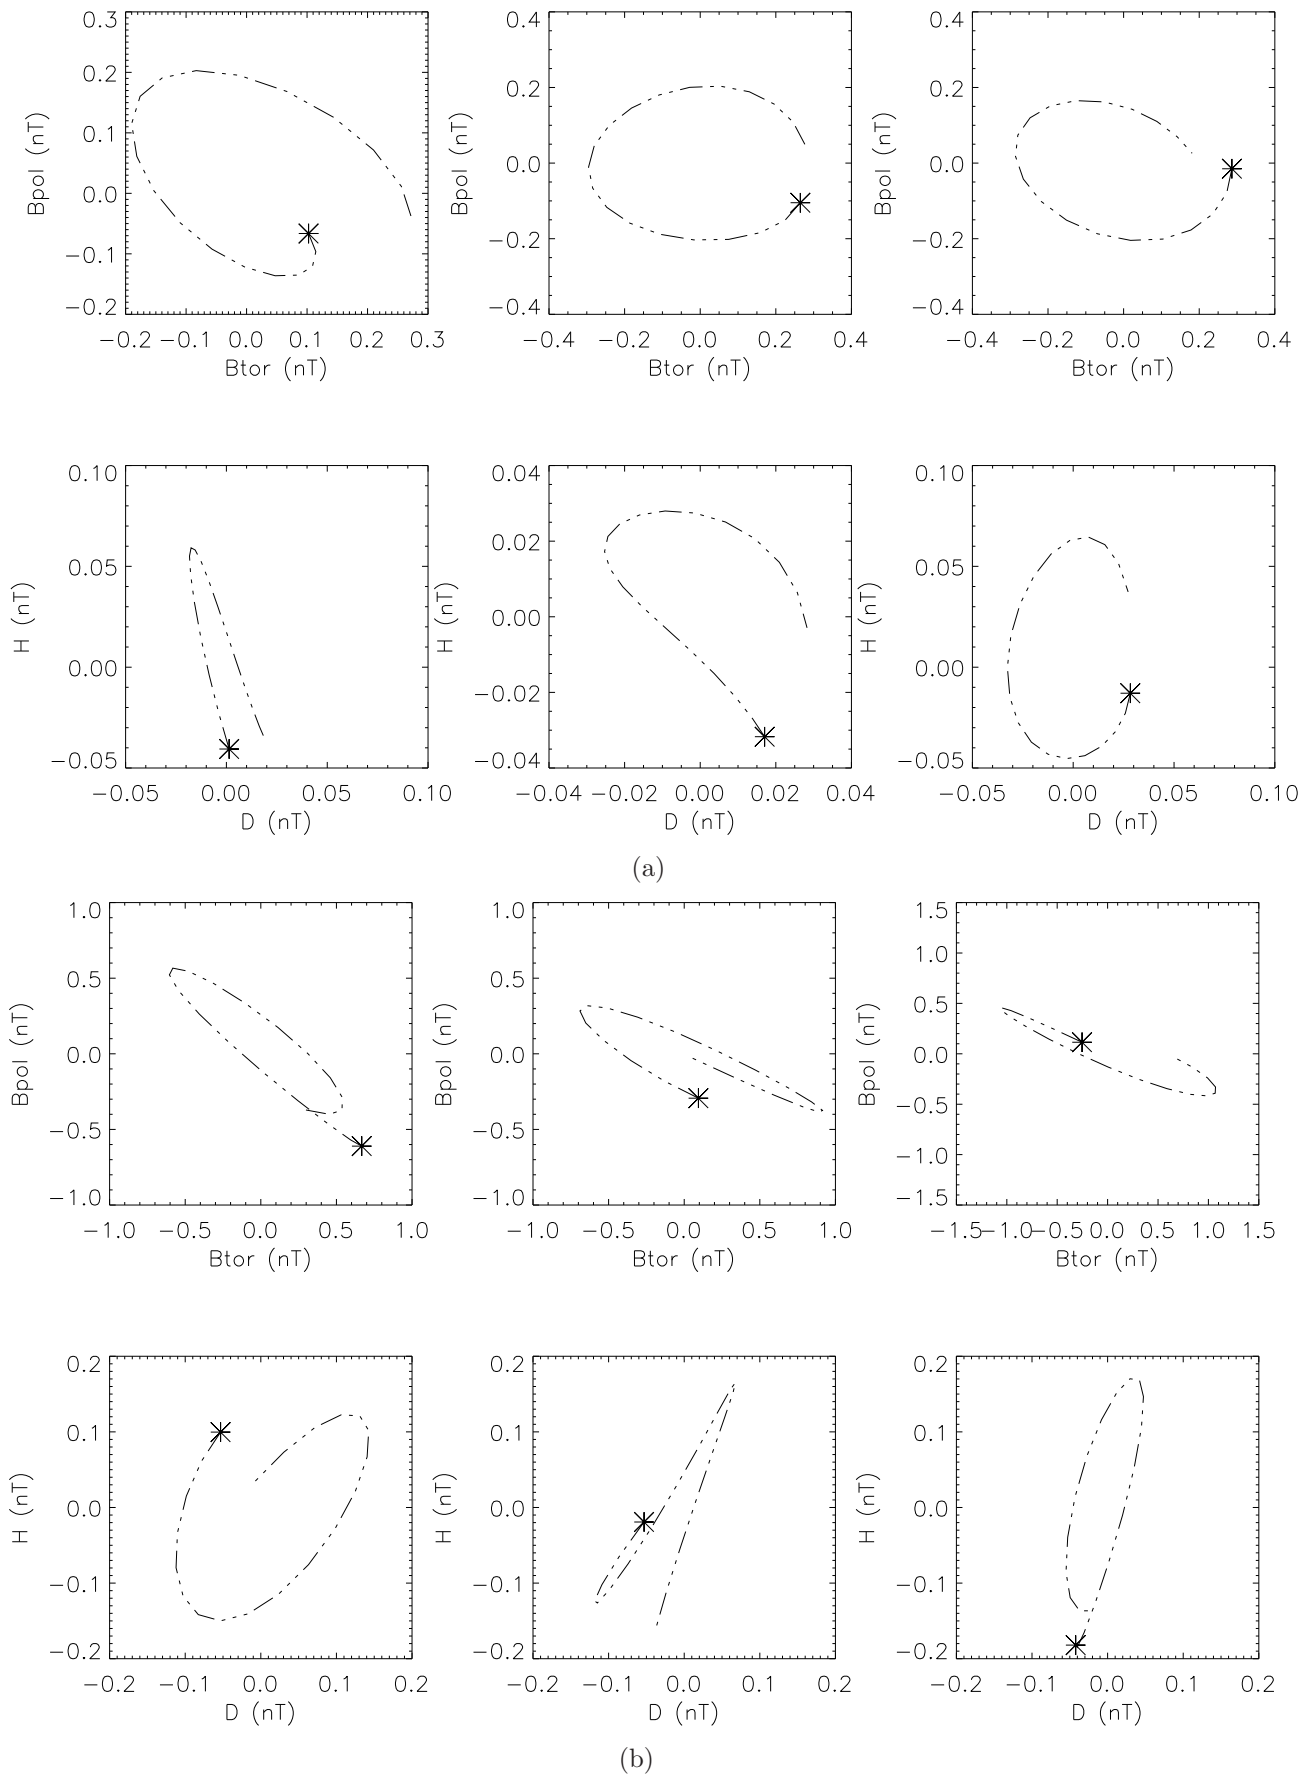 0.3 0.2 0.1 0.0 −0.1 −0.2
Bpol (nT)
−0.2 −0.1 0.0 0.1 0.2 0.3
Btor (nT)
0.4 0.2 0.0 −0.2 −0.4
Bpol (nT)
−0.4 −0.2 0.0 0.2 0.4
Btor (nT)
0.4 0.2 0.0 −0.2 −0.4
Bpol (nT)
−0.4 −0.2 0.0 0.2 0.4
Btor (nT)
0.10 0.05 0.00 −0.05
H (nT)
−0.05 0.00 0.05 0.10
D (nT)
0.04 0.02 0.00 −0.02 −0.04
H (nT)
−0.04 −0.02 0.00 0.02 0.04
D (nT)
0.10 0.05 0.00 −0.05
H (nT)
−0.05 0.00 0.05 0.10
D (nT)
(a)
1.0 0.5 0.0 −0.5 −1.0
Bpol (nT)
−1.0 −0.5 0.0 0.5 1.0
Btor (nT)
1.0 0.5 0.0 −0.5 −1.0
Bpol (nT)
−1.0 −0.5 0.0 0.5 1.0
Btor (nT)
1.5 1.0 0.5 0.0 −0.5 −1.0 −1.5
Bpol (nT)
−1.5 −1.0 −0.5 0.0 0.5 1.0 1.5
Btor (nT)
0.2 0.1 0.0 −0.1 −0.2
H (nT)
−0.2 −0.1 0.0 0.1 0.2
D (nT)
0.2 0.1 0.0 −0.1 −0.2
H (nT)
−0.2 −0.1 0.0 0.1 0.2
D (nT)
0.2 0.1 0.0 −0.1 −0.2
H (nT)
−0.2 −0.1 0.0 0.1 0.2
D (nT)
(b)